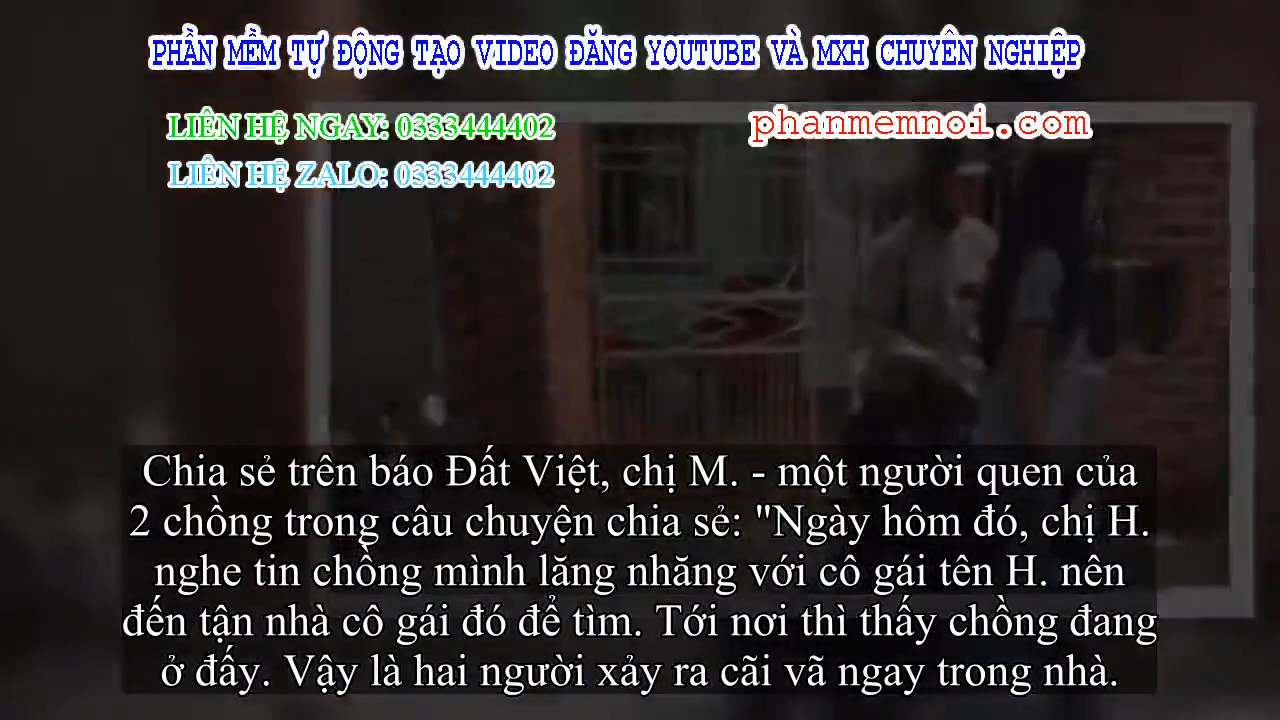 PHẦN MỀM TỰ ĐỘNG TẠO VIDEO ĐĂNG YOUTUBE VÀ MXH CHUYÊN NGHIỆP
LIÊN HỆ NGAY: 0333444402
phanmemnoi.com
LIÊN HỆ ZALO: 0333444402
Chia sẻ trên báo Đất Việt, chị M. - một người quen của
2 chồng trong câu chuyện chia sẻ: "Ngày hôm đó, chị H.
nghe tin chồng mình lăng nhăng với cô gái tên H. nên
đến tận nhà cô gái đó để tìm. Tới nơi thì thấy chồng đang
ở đấy. Vậy là hai người xảy ra cãi vã ngay trong nhà.